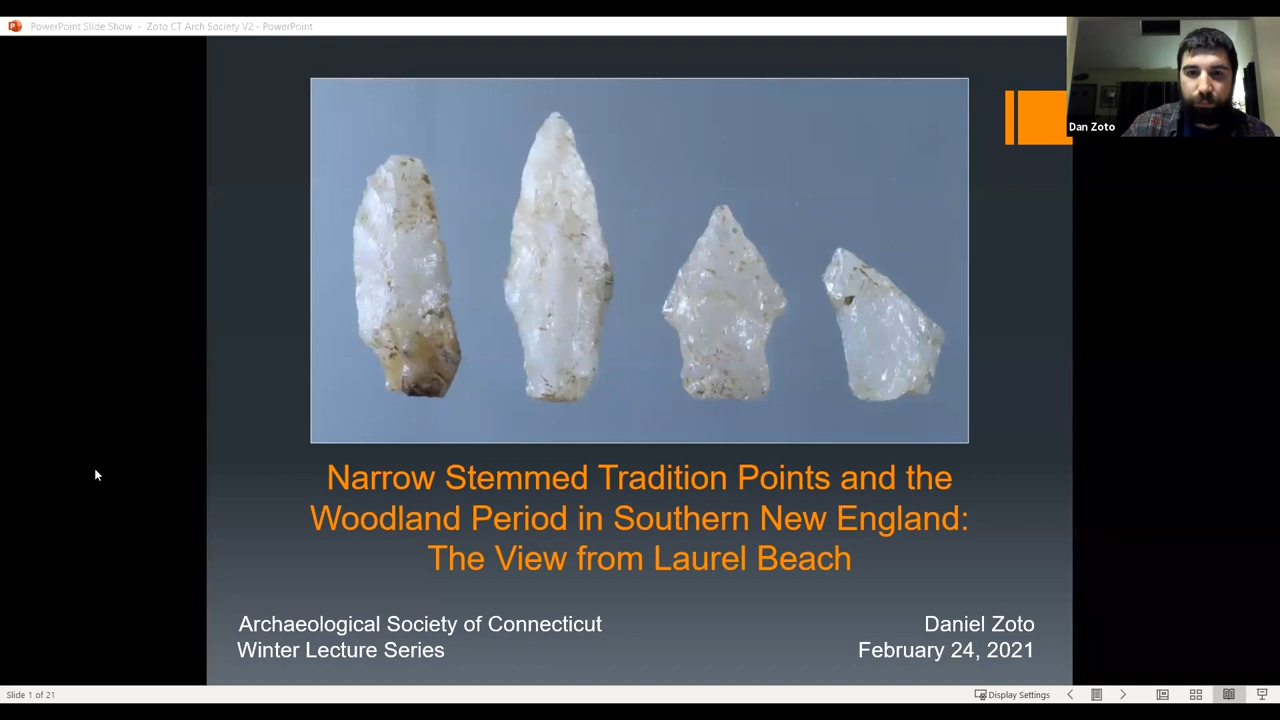 PowerPoint Slide Show - Zoto CT Arch Society V2 - PowerPoint
Dan Zoto
Narrow Stemmed Tradition Points and the
Woodland Period in Southern New England:
The View from Laurel Beach
Archaeological Society of Connecticut
Winter Lecture Series
Daniel Zoto
February 24, 2021
Slide 1 of 21
Display Settings